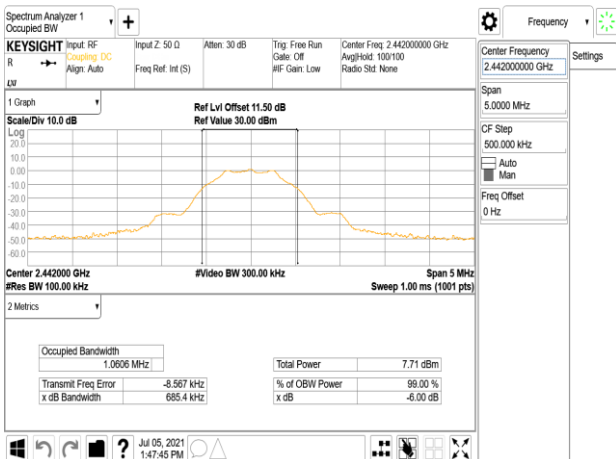 Spectrum Analyzer 1
Occupied BW
Frequency
KEYSIGHT
R
Input: RF
Coupling: DC
Align: Auto
Input Z: 50 Ω
Freq Ref: Int (S)
Atten: 30 dB
Trig: Free Run
Gate: Off
#IF Gain: Low
Center Freq: 2.442000000 GHz
Avg|Hold: 100/100
Radio Std: None
Center Frequency
2.442000000 GHz
Settings
Span
5.0000 MHz
CF Step
500.000 kHz
Auto
Man
Freq Offset
0 Hz
1 Graph
Scale/Div 10.0 dB
Ref Lvl Offset 11.50 dB
Ref Value 30.00 dBm
Log
20.0
10.0
0.00
-10.0
-20.0
-30.0
-40.0
-50.0
-60.0
Center 2.442000 GHz
#Video BW 300.00 kHz
Span 5 MHz
#Res BW 100.00 kHz
Sweep 1.00 ms (1001 pts)
2 Metrics
Occupied Bandwidth
1.0606 MHz
Total Power 7.71 dBm
Transmit Freq Error -8.567 kHz
% of OBW Power 99.00 %
x dB Bandwidth 685.4 kHz
x dB -6.00 dB
?
Jul 05, 2021
1:47:45 PM